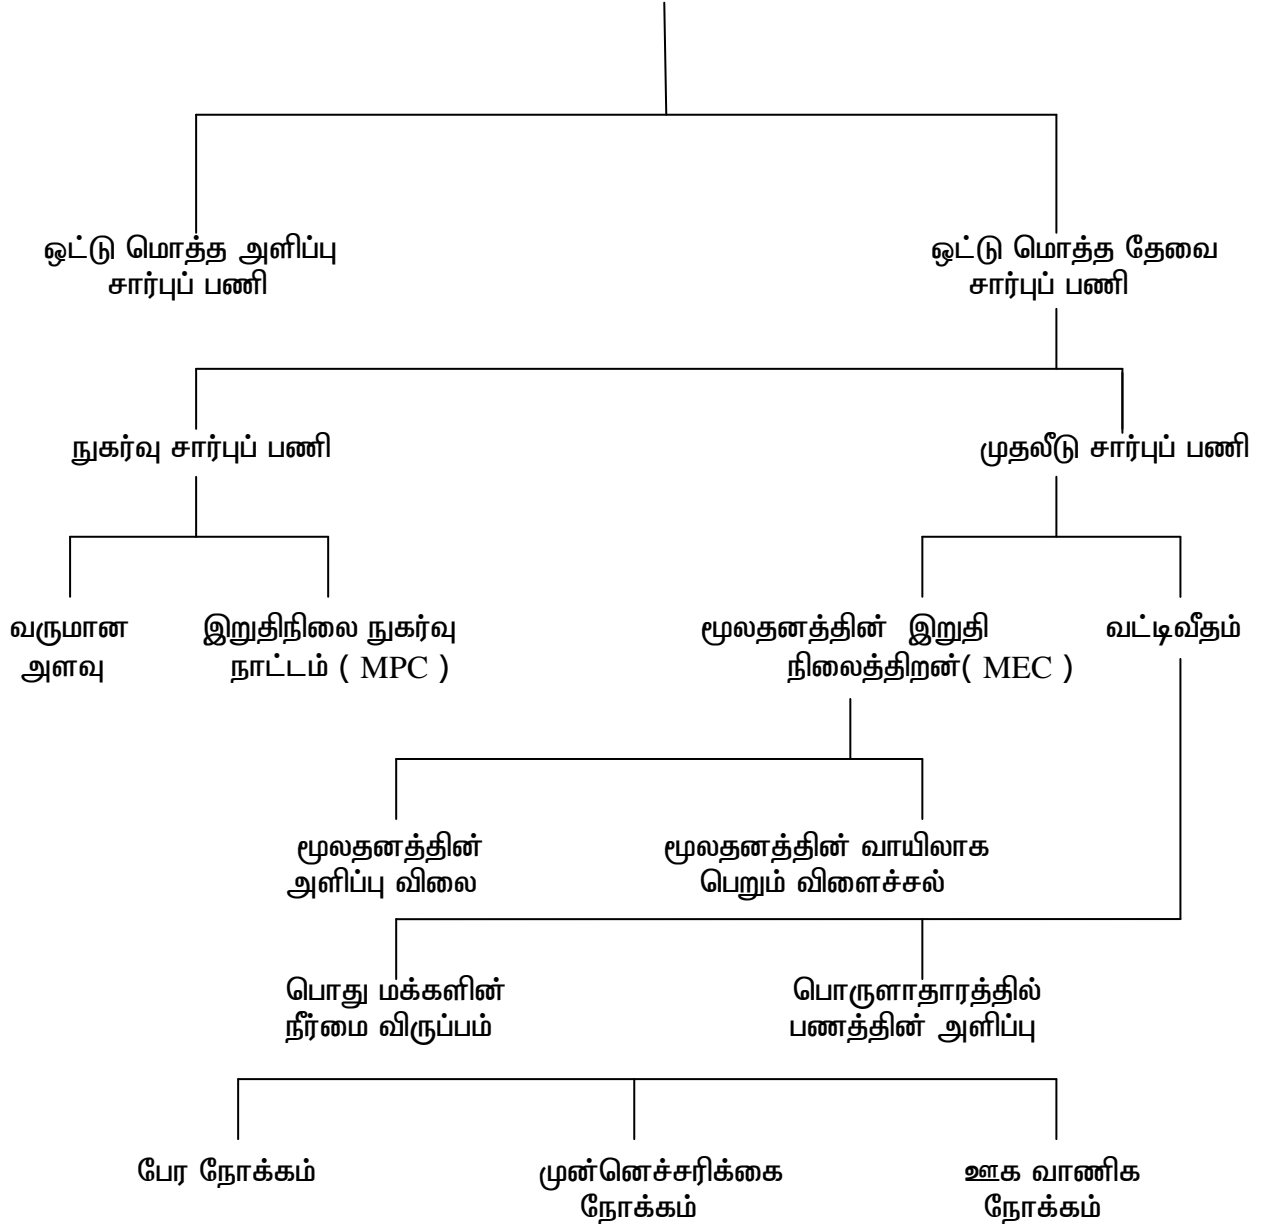 ஒட்டு மொத்த அளிப்பு
சார்புப் பணி
ஒட்டு மொத்த தேவை
சார்புப் பணி
நுகர்வு சார்புப் பணி
முதலீடு சார்புப் பணி
வருமான
அளவு
இறுதிநிலை நுகர்வு
நாட்டம் ( MPC )
மூலதனத்தின் இறுதி
நிலைத்திறன்( MEC )
வட்டிவீதம்
மூலதனத்தின்
அளிப்பு விலை
மூலதனத்தின் வாயிலாக
பெறும் விளைச்சல்
பொது மக்களின்
நீர்மை விருப்பம்
பொருளாதாரத்தில்
பணத்தின் அளிப்பு
பேர நோக்கம்
முன்னெச்சரிக்கை
நோக்கம்
ஊக வாணிக
நோக்கம்